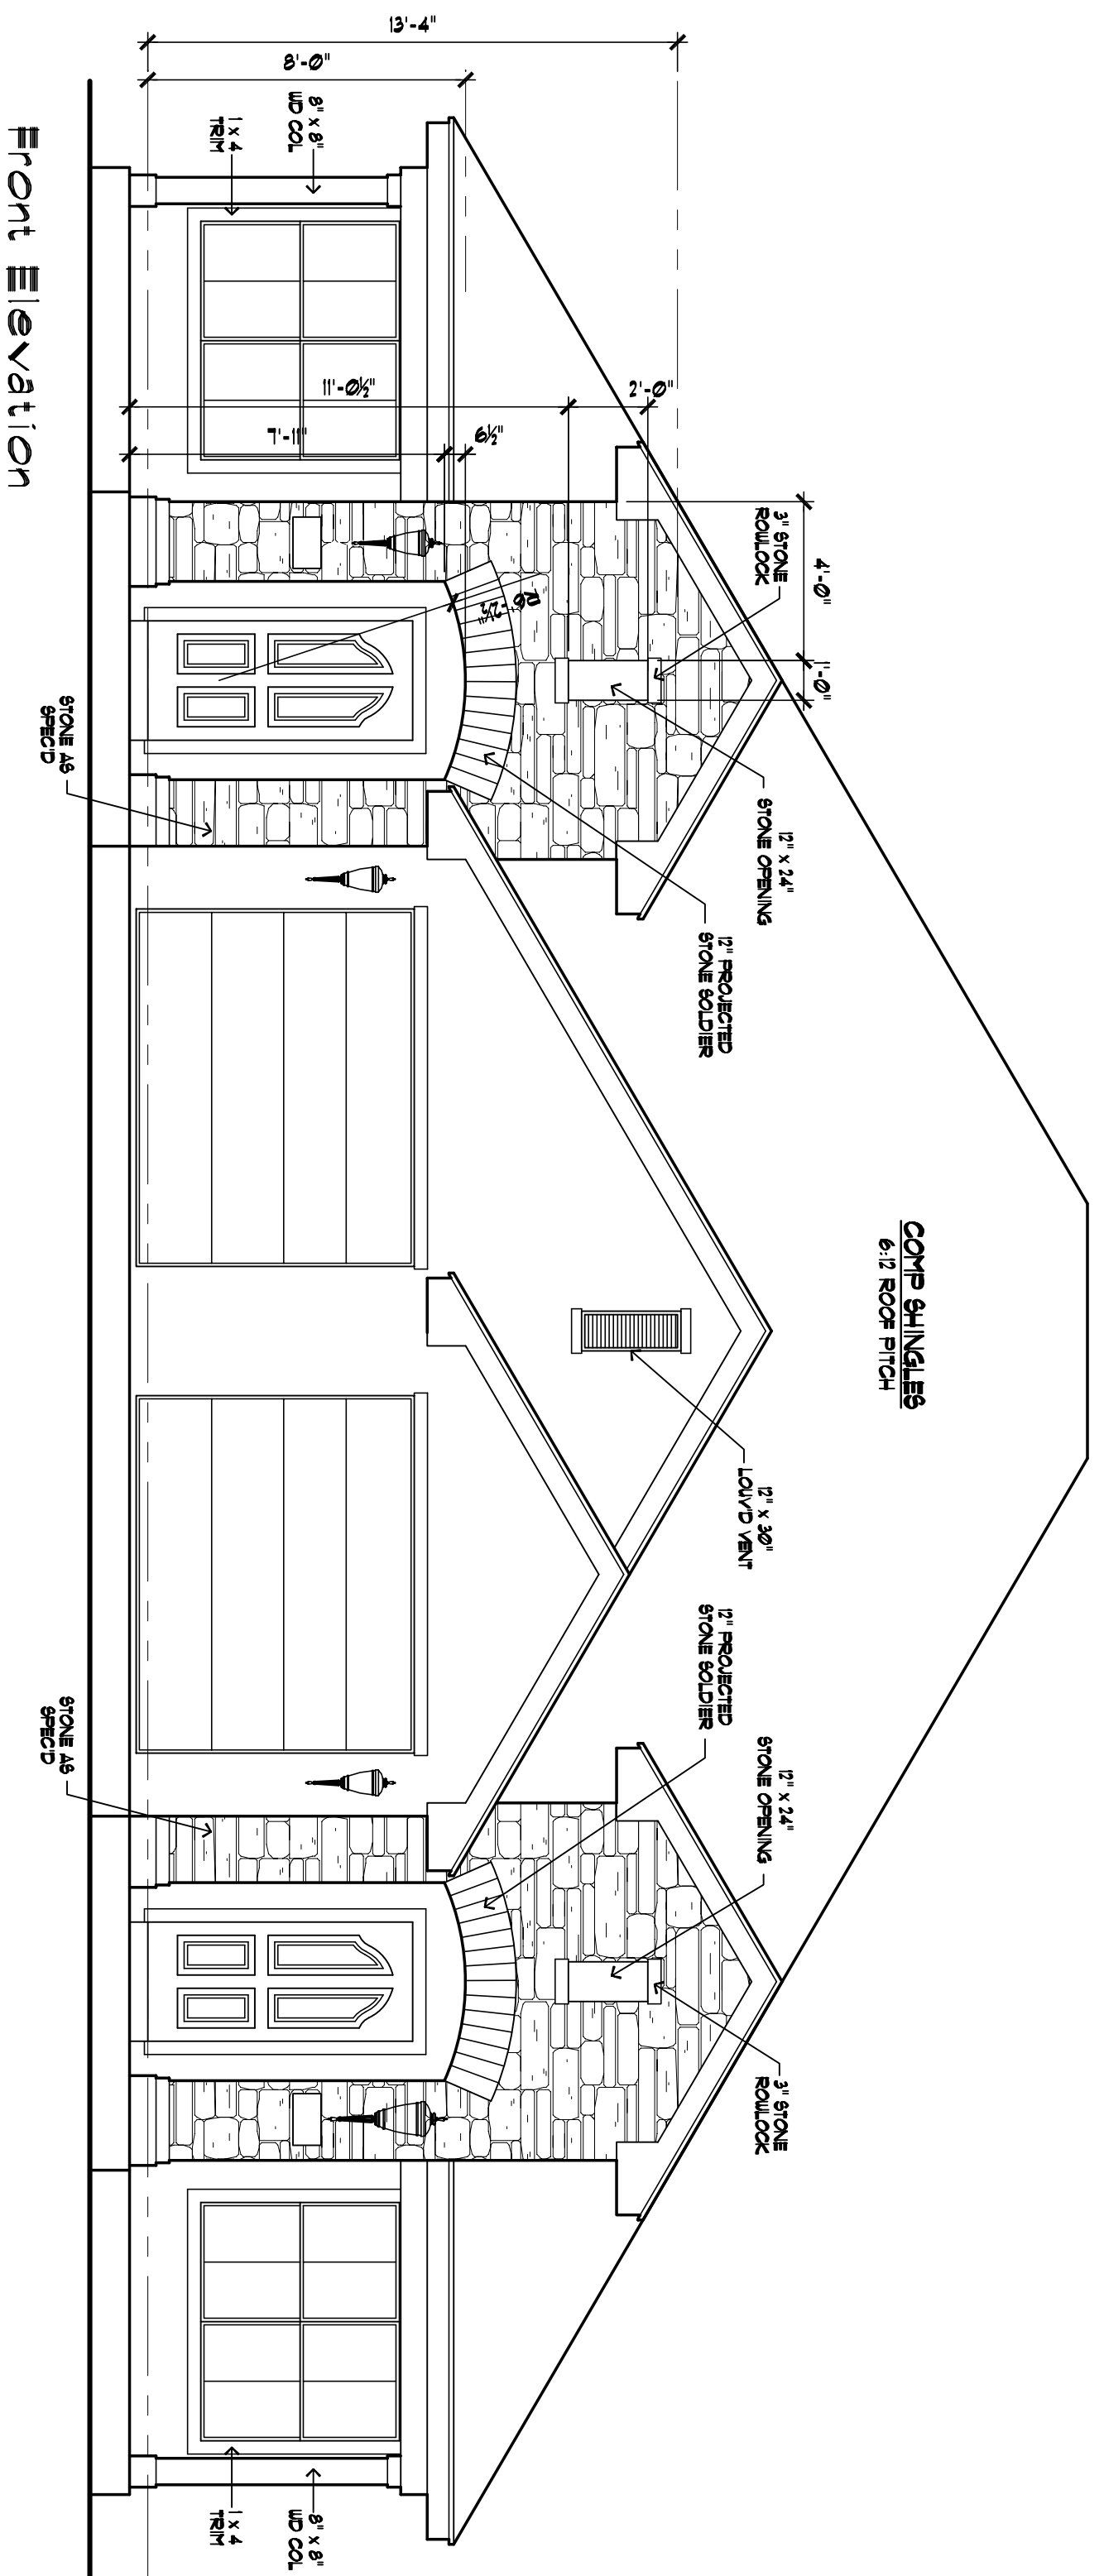 COMP SHINGLES
6:12 ROOF PITCH
4'-0"
1'-0"
3" STONE
ROWLOCK
12" x 24"
STONE OPENING
12" PROJECTED
STONE SOLDIER
12" x 30"
LOUV'D VENT
12" PROJECTED
STONE SOLDIER
12" x 24"
STONE OPENING
3" STONE
ROWLOCK
13'-4"
8'-0"
2'-0"
11'-0½"
6½"
7'-11"
R6'-2½"
8" x 8"
WD COL
1 x 4
TRIM
8" x 8"
WD COL
1 x 4
TRIM
STONE AS
SPEC'D
STONE AS
SPEC'D
Front Elevation